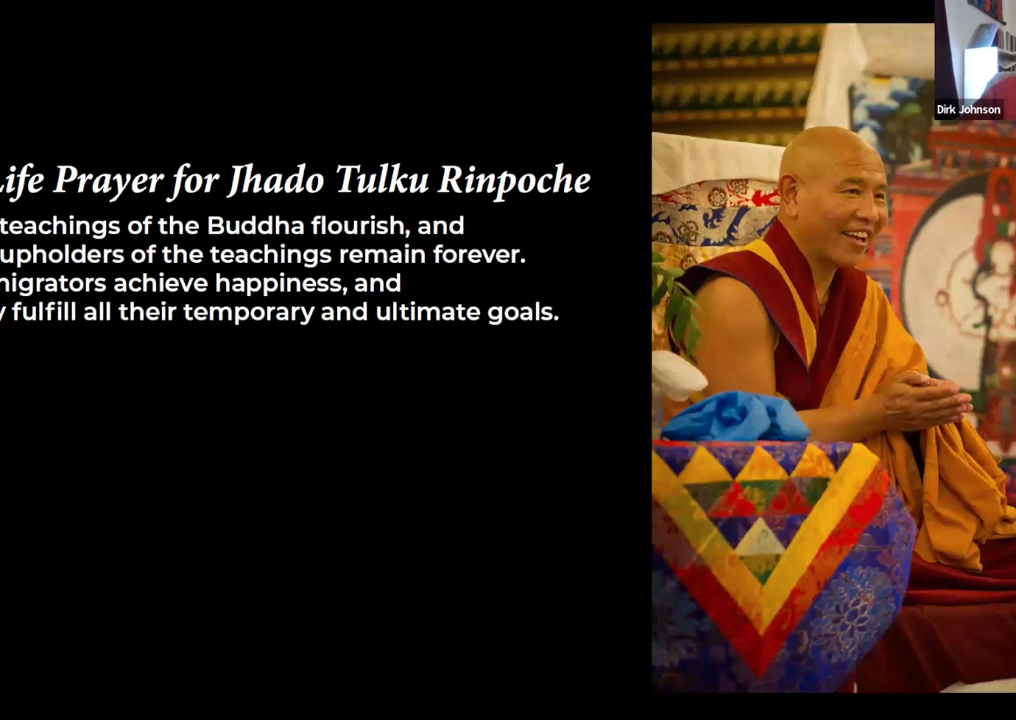 Life Prayer for Jhado Tulku Rinpoche
teachings of the Buddha flourish, and
upholders of the teachings remain forever.
migrators achieve happiness, and
fulfill all their temporary and ultimate goals.
Dirk Johnson